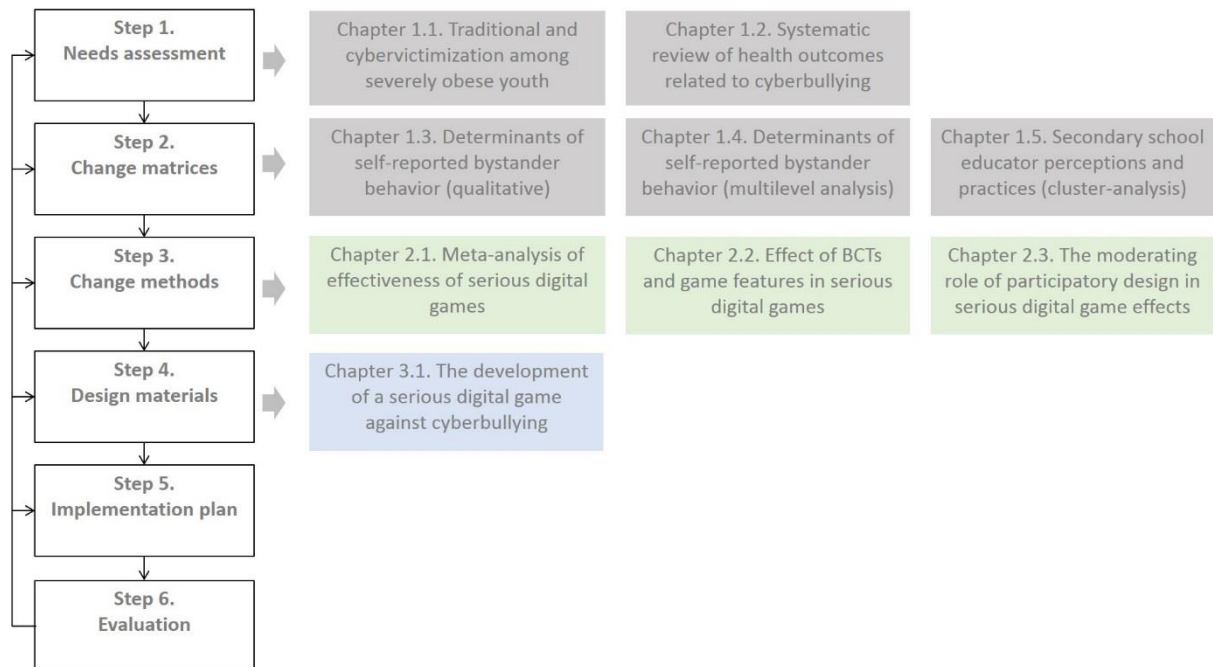 Step 1.
Needs assessment
Chapter 1.1. Traditional and
cybervictimization among
severely obese youth
Chapter 1.2. Systematic
review of health outcomes
related to cyberbullying
Step 2.
Change matrices
Chapter 1.3. Determinants of
self-reported bystander
behavior (qualitative)
Chapter 1.4. Determinants of
self-reported bystander
behavior (multilevel analysis)
Chapter 1.5. Secondary school
educator perceptions and
practices (cluster-analysis)
Step 3.
Change methods
Chapter 2.1. Meta-analysis of
effectiveness of serious digital
games
Chapter 2.2. Effect of BCTs
and game features in serious
digital games
Chapter 2.3. The moderating
role of participatory design in
serious digital game effects
Step 4.
Design materials
Chapter 3.1. The development
of a serious digital game
against cyberbullying
Step 5.
Implementation plan
Step 6.
Evaluation